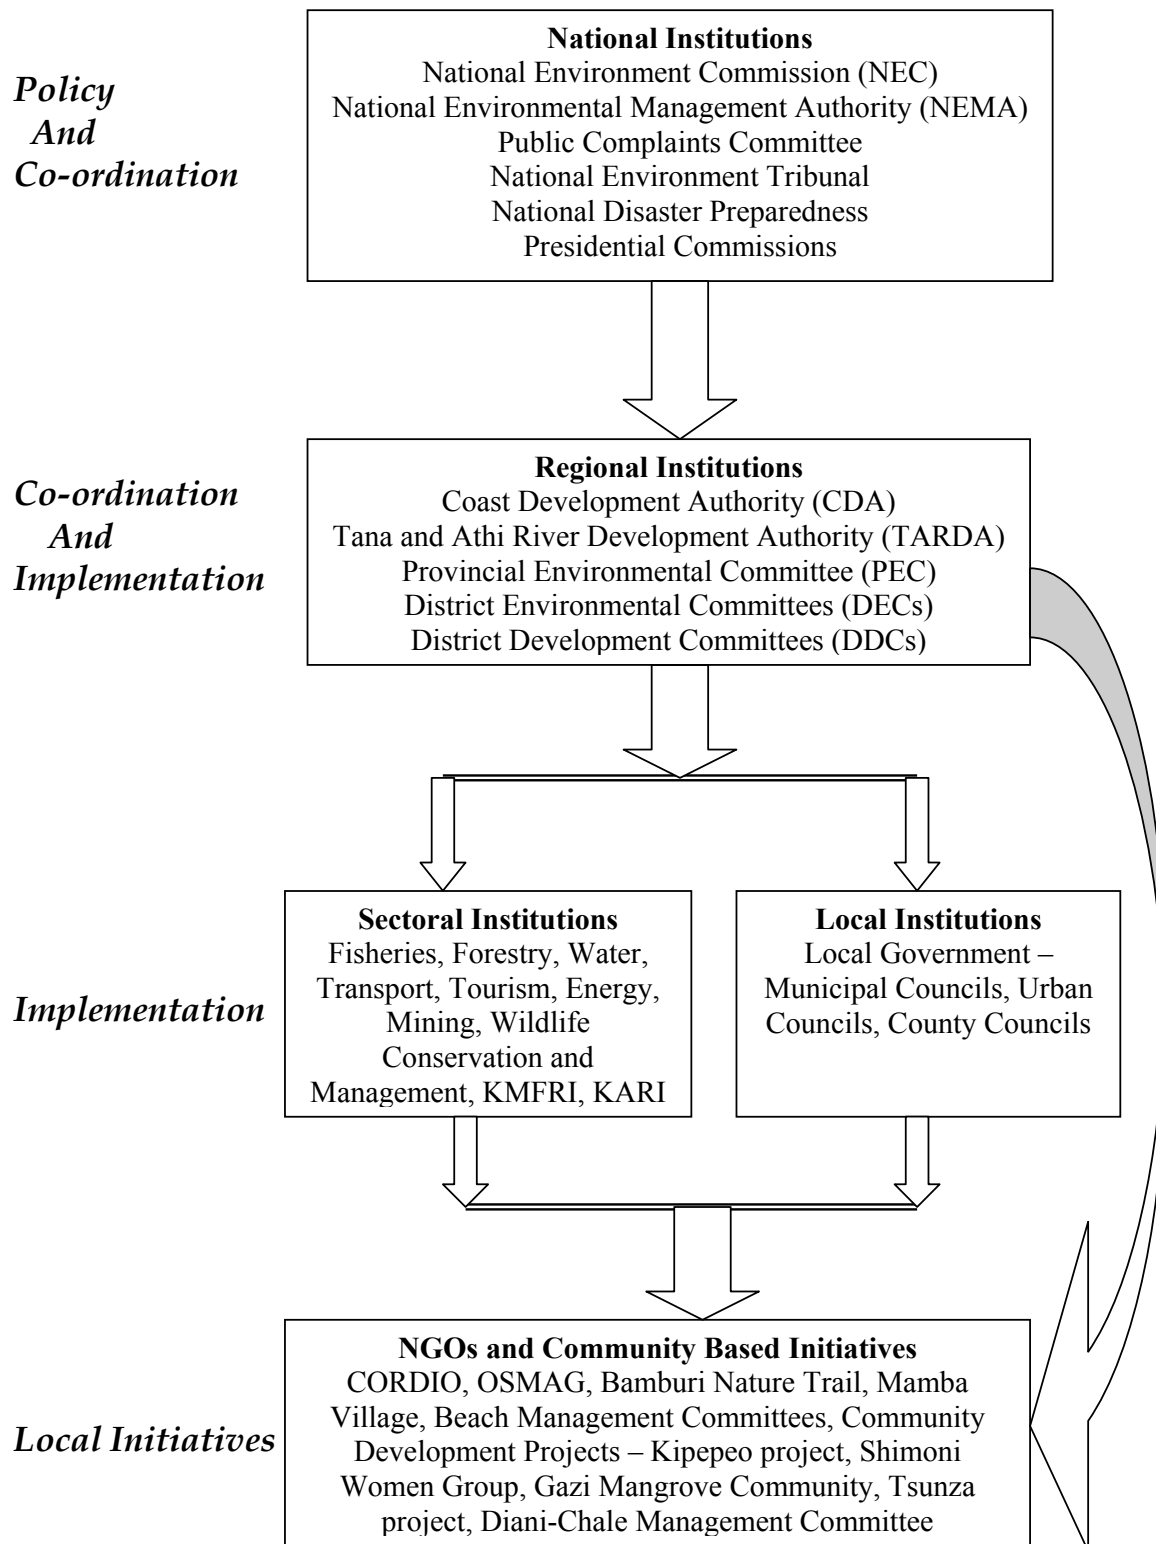 Policy
And
Co-ordination
National Institutions
National Environment Commission (NEC)
National Environmental Management Authority (NEMA)
Public Complaints Committee
National Environment Tribunal
National Disaster Preparedness
Presidential Commissions
Co-ordination
And
Implementation
Regional Institutions
Coast Development Authority (CDA)
Tana and Athi River Development Authority (TARDA)
Provincial Environmental Committee (PEC)
District Environmental Committees (DECs)
District Development Committees (DDCs)
Implementation
Sectoral Institutions
Fisheries, Forestry, Water,
Transport, Tourism, Energy,
Mining, Wildlife
Conservation and
Management, KMFRI, KARI
Local Institutions
Local Government –
Municipal Councils, Urban
Councils, County Councils
Local Initiatives
NGOs and Community Based Initiatives
CORDIO, OSMAG, Bamburi Nature Trail, Mamba
Village, Beach Management Committees, Community
Development Projects – Kipepeo project, Shimoni
Women Group, Gazi Mangrove Community, Tsunza
project, Diani-Chale Management Committee